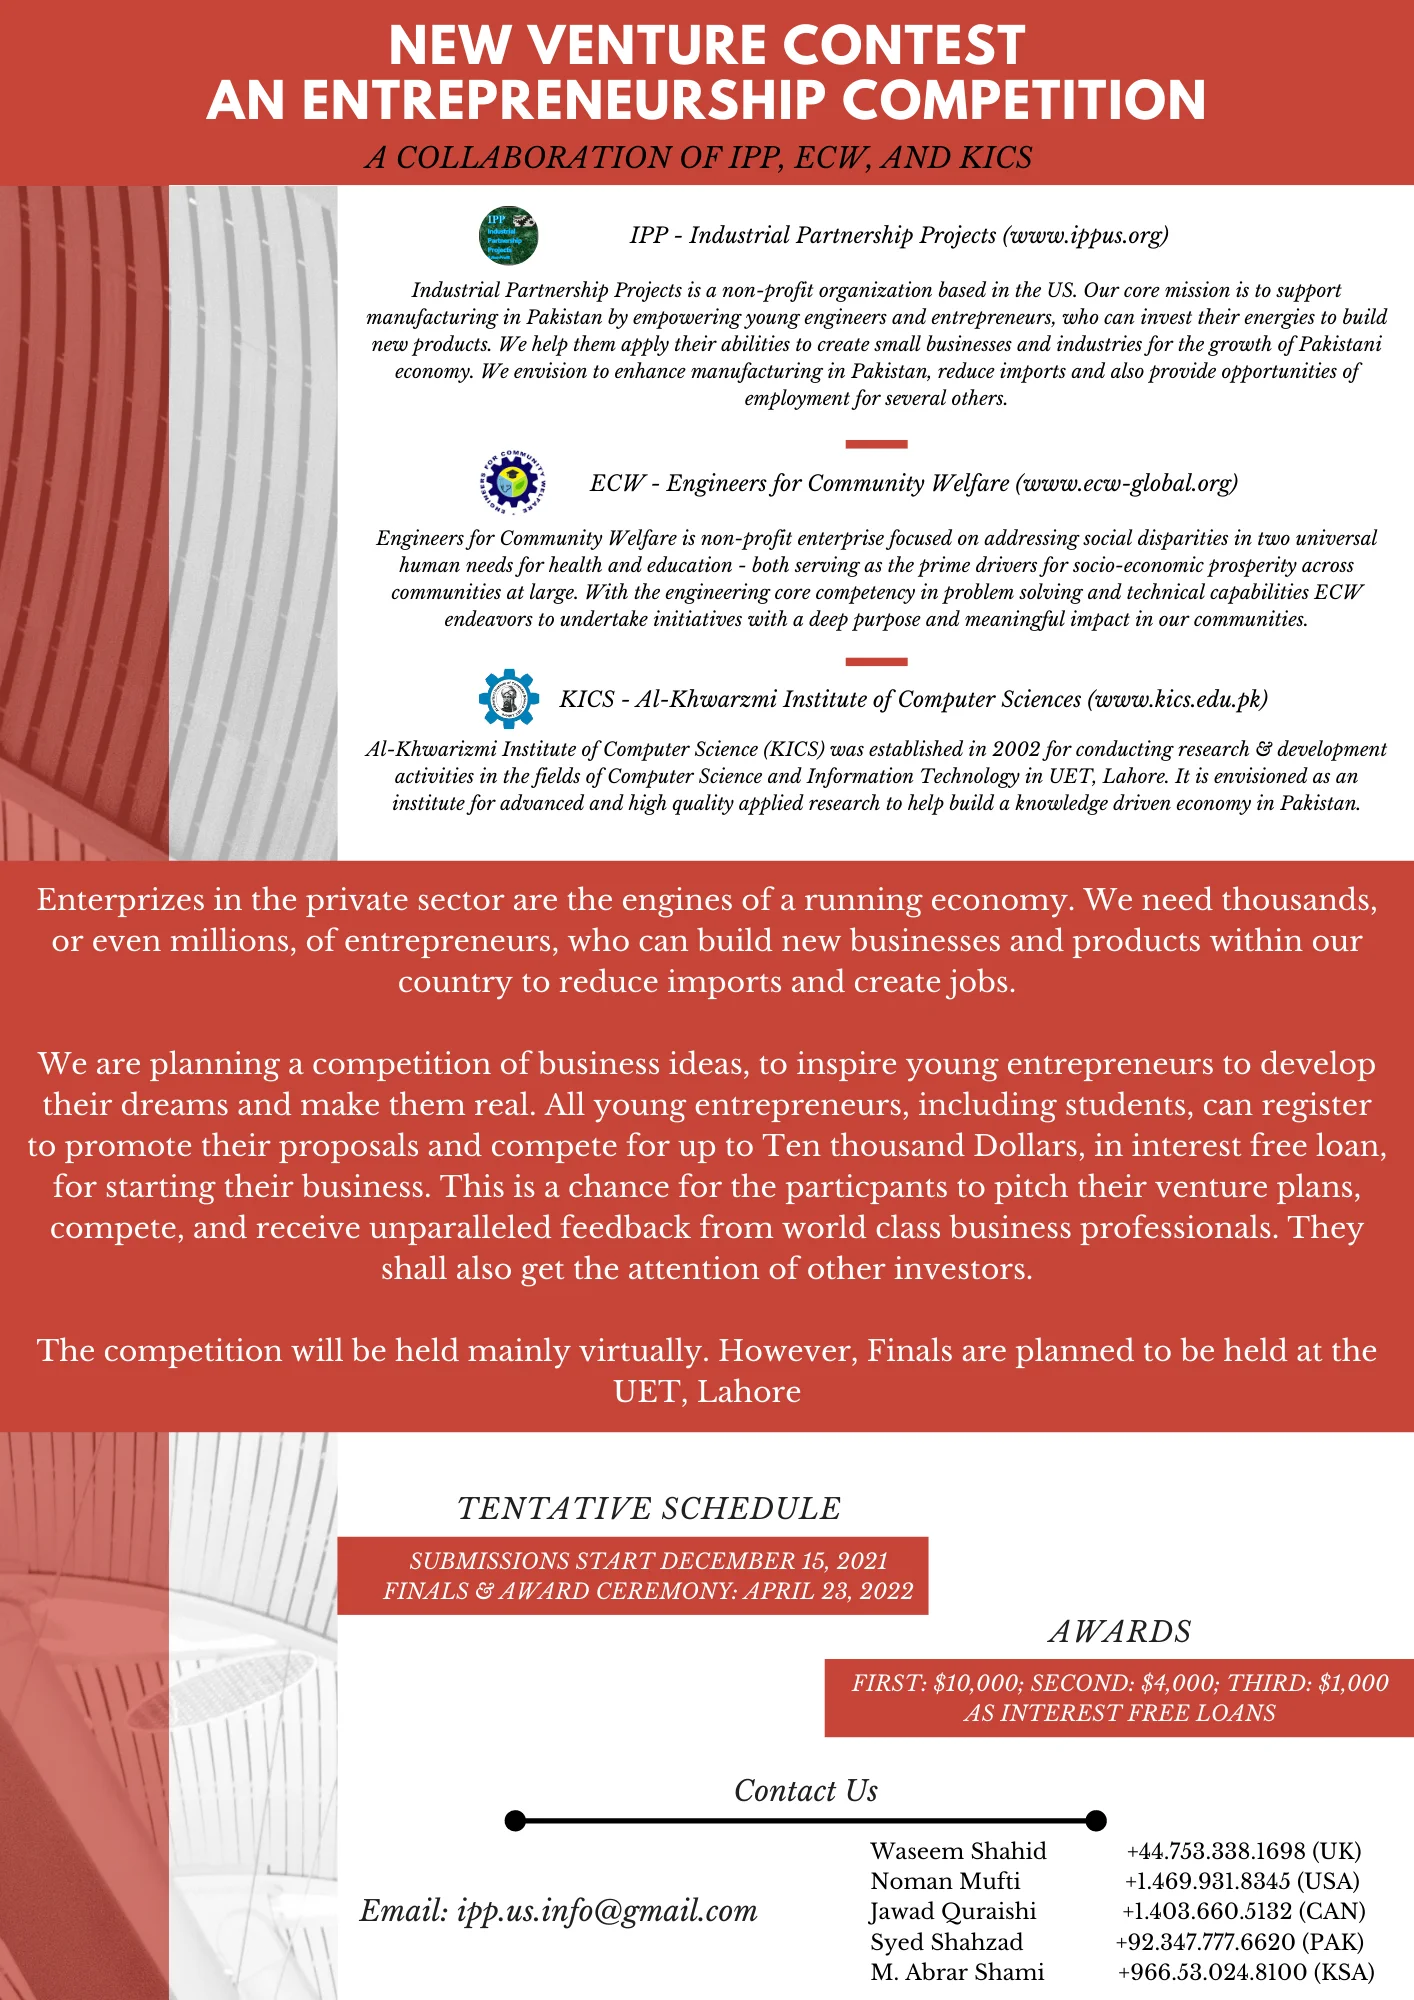 NEW VENTURE CONTEST
AN ENTREPRENEURSHIP COMPETITION
A COLLABORATION OF IPP, ECW, AND KICS
IPP
Industrial
Partnership
Projects
IPP - Industrial Partnership Projects (www.ippus.org)
Industrial Partnership Projects is a non-profit organization based in the US. Our core mission is to support
manufacturing in Pakistan by empowering young engineers and entrepreneurs, who can invest their energies to build
new products. We help them apply their abilities to create small businesses and industries for the growth of Pakistani
economy. We envision to enhance manufacturing in Pakistan, reduce imports and also provide opportunities of
employment for several others.
ENGINEERS FOR COMMUNITY WELFARE
ECW - Engineers for Community Welfare (www.ecw-global.org)
Engineers for Community Welfare is non-profit enterprise focused on addressing social disparities in two universal
human needs for health and education - both serving as the prime drivers for socio-economic prosperity across
communities at large. With the engineering core competency in problem solving and technical capabilities ECW
endeavors to undertake initiatives with a deep purpose and meaningful impact in our communities.
KICS - Al-Khwarzmi Institute of Computer Sciences (www.kics.edu.pk)
Al-Khwarizmi Institute of Computer Science (KICS) was established in 2002 for conducting research & development
activities in the fields of Computer Science and Information Technology in UET, Lahore. It is envisioned as an
institute for advanced and high quality applied research to help build a knowledge driven economy in Pakistan.
Enterprizes in the private sector are the engines of a running economy. We need thousands,
or even millions, of entrepreneurs, who can build new businesses and products within our
country to reduce imports and create jobs.
We are planning a competition of business ideas, to inspire young entrepreneurs to develop
their dreams and make them real. All young entrepreneurs, including students, can register
to promote their proposals and compete for up to Ten thousand Dollars, in interest free loan,
for starting their business. This is a chance for the particpants to pitch their venture plans,
compete, and receive unparalleled feedback from world class business professionals. They
shall also get the attention of other investors.
The competition will be held mainly virtually. However, Finals are planned to be held at the
UET, Lahore
TENTATIVE SCHEDULE
SUBMISSIONS START DECEMBER 15, 2021
FINALS & AWARD CEREMONY: APRIL 23, 2022
AWARDS
FIRST: $10,000; SECOND: $4,000; THIRD: $1,000
AS INTEREST FREE LOANS
Contact Us
Email: ipp.us.info@gmail.com
Waseem Shahid +44.753.338.1698 (UK)
Noman Mufti +1.469.931.8345 (USA)
Jawad Quraishi +1.403.660.5132 (CAN)
Syed Shahzad +92.347.777.6620 (PAK)
M. Abrar Shami +966.53.024.8100 (KSA)